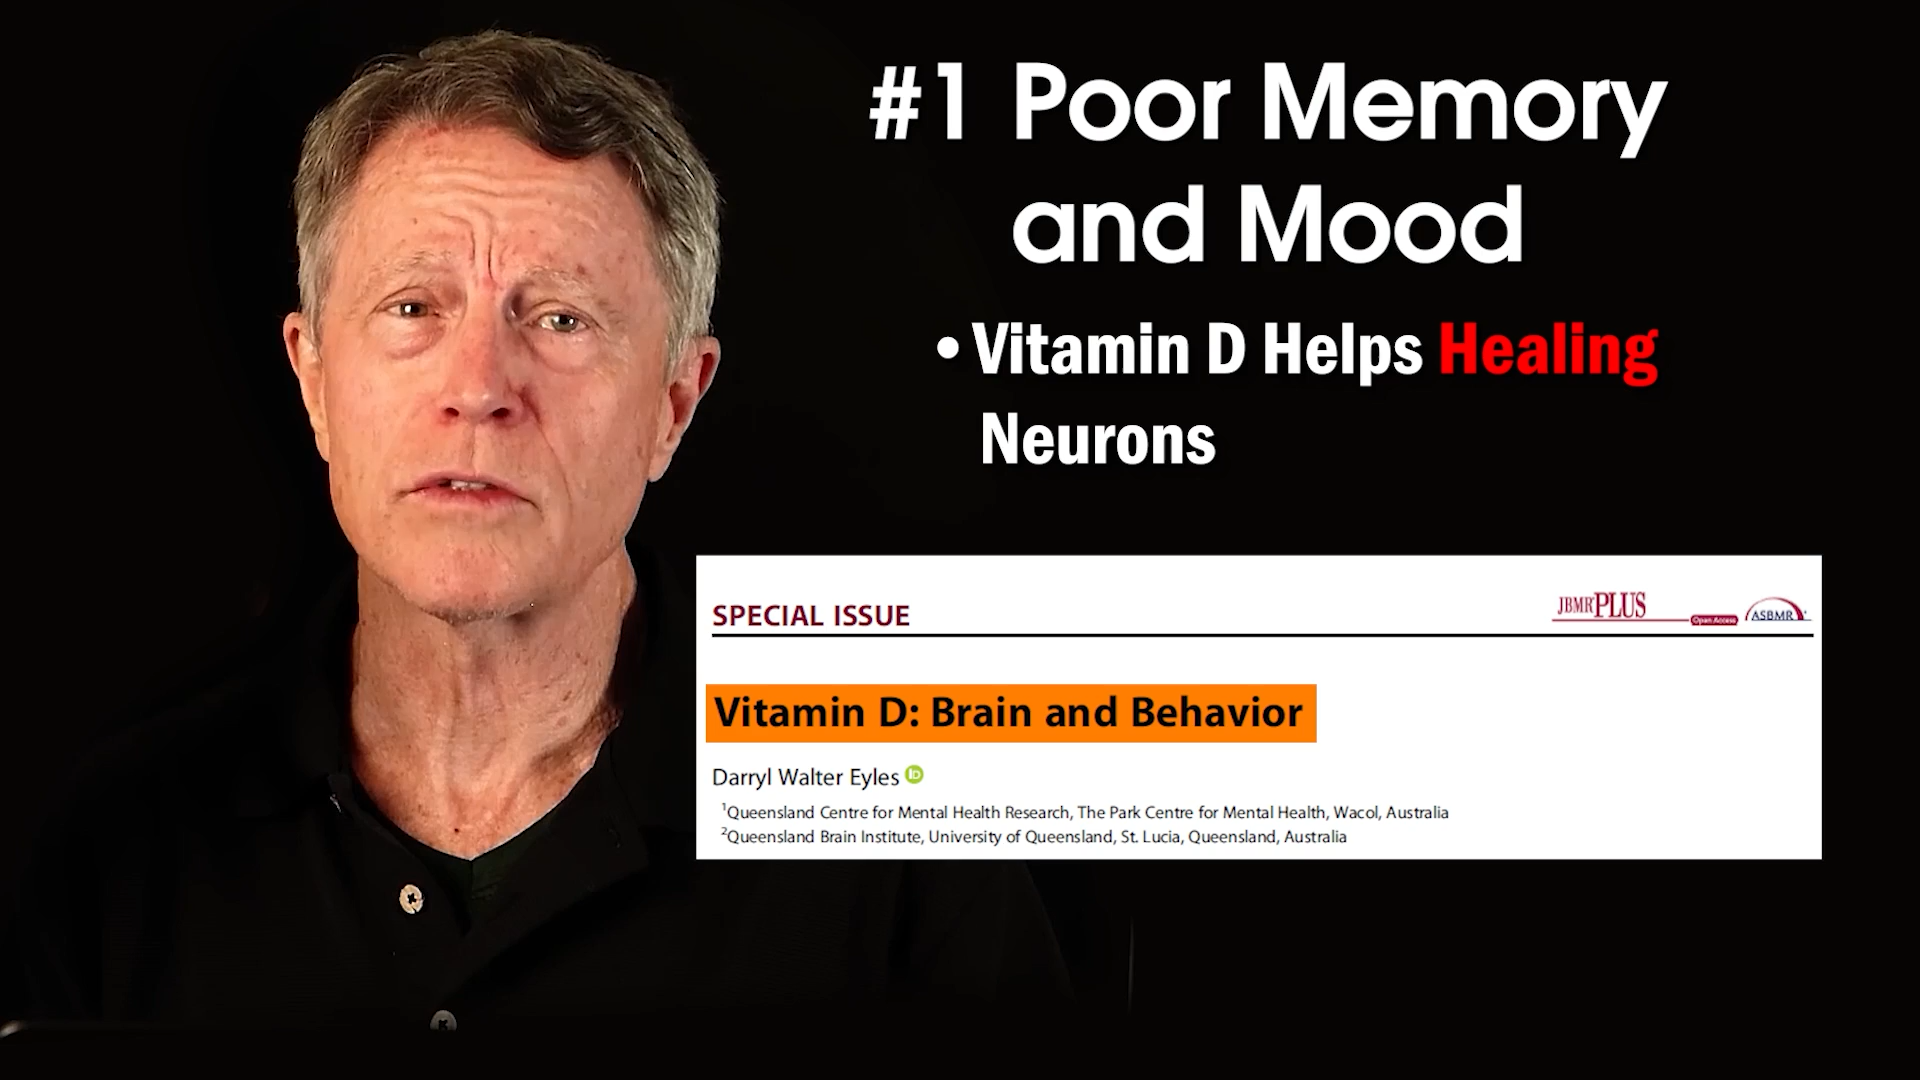 #1 Poor Memory
and Mood
•Vitamin D Helps Healing
Neurons
SPECIAL ISSUE
JBMR PLUS
Open Access
ASBMR
Vitamin D: Brain and Behavior
Darryl Walter Eyles iD
1Queensland Centre for Mental Health Research, The Park Centre for Mental Health, Wacol, Australia
2Queensland Brain Institute, University of Queensland, St. Lucia, Queensland, Australia